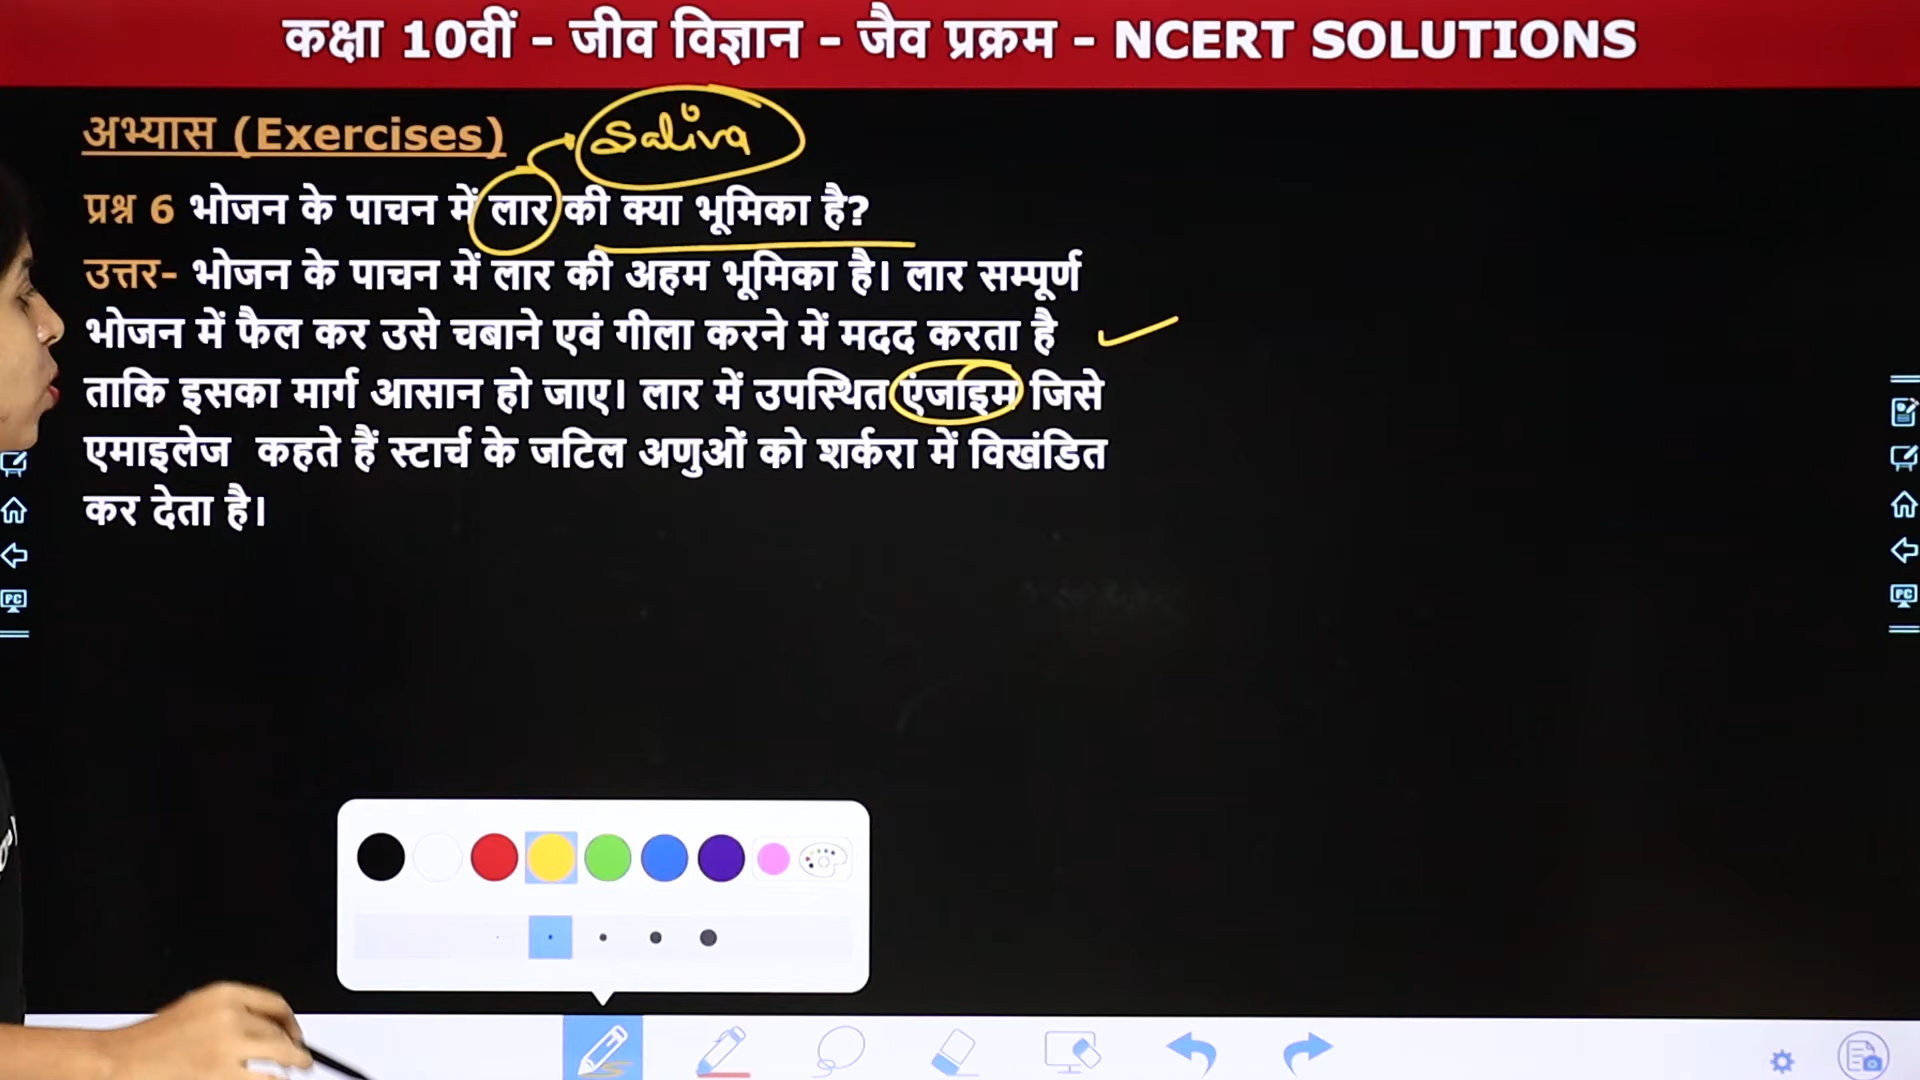 कक्षा 10वीं - जीव विज्ञान - जैव प्रक्रम - NCERT SOLUTIONS
अभ्यास (Exercises)
Saliva
प्रश्न 6 भोजन के पाचन में लार की क्या भूमिका है?
उत्तर- भोजन के पाचन में लार की अहम भूमिका है। लार सम्पूर्ण
भोजन में फैल कर उसे चबाने एवं गीला करने में मदद करता है
ताकि इसका मार्ग आसान हो जाए। लार में उपस्थित एंजाइम जिसे
एमाइलेज कहते हैं स्टार्च के जटिल अणुओं को शर्करा में विखंडित
कर देता है।
PC
PC